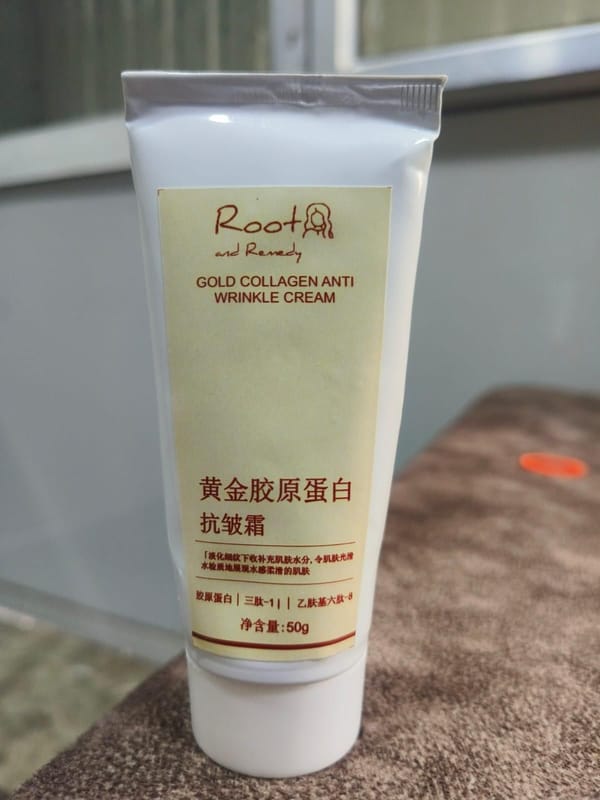 Root
and Remedy
GOLD COLLAGEN ANTI
WRINKLE CREAM
黄金胶原蛋白
抗皱霜
「淡化细纹下收补充肌肤水分,令肌肤光滑
水检质地展现水感柔滑的肌肤
胶原蛋白 | 三肽-1 | | 乙肽基六肽-8
净含量:50g